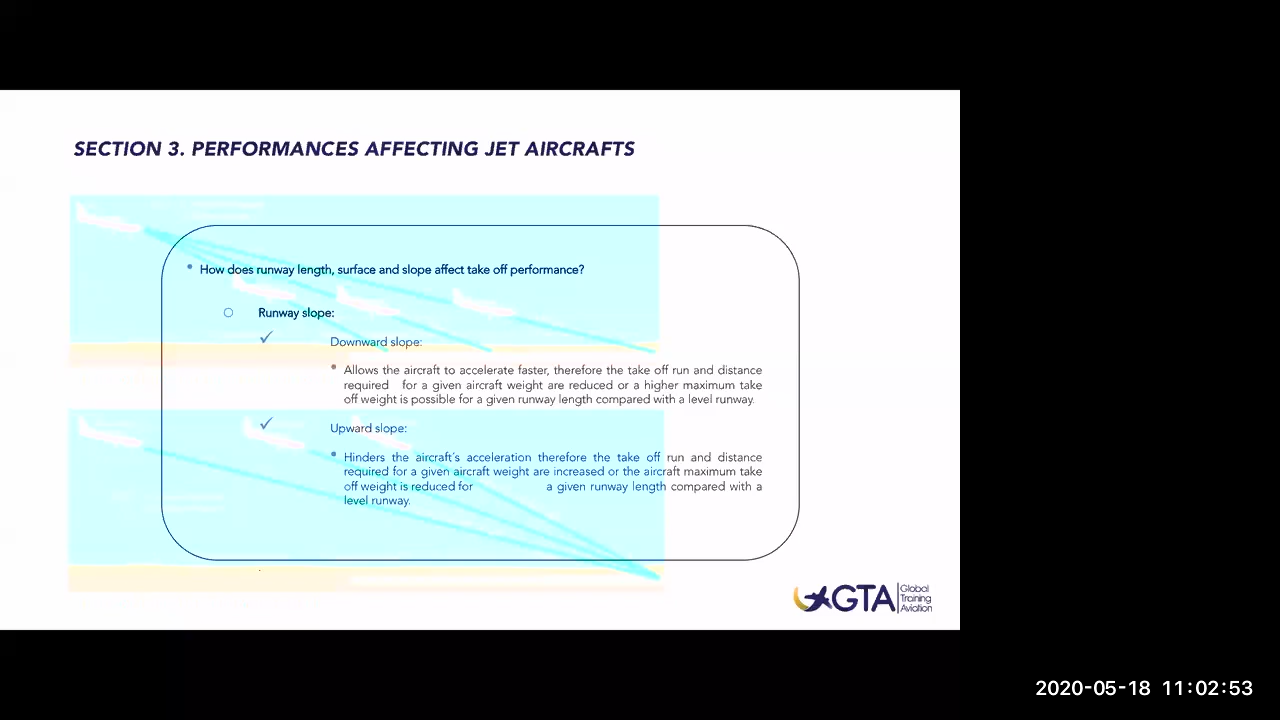 SECTION 3. PERFORMANCES AFFECTING JET AIRCRAFTS
• How does runway length, surface and slope affect take off performance?
○ Runway slope:
✓ Downward slope:
• Allows the aircraft to accelerate faster, therefore the take off run and distance
required for a given aircraft weight are reduced or a higher maximum take
off weight is possible for a given runway length compared with a level runway.
✓ Upward slope:
• Hinders the aircraft´s acceleration therefore the take off run and distance
required for a given aircraft weight are increased or the aircraft maximum take
off weight is reduced for a given runway length compared with a
level runway.
GTA
Global
Training
Aviation
2020-05-18 11:02:53